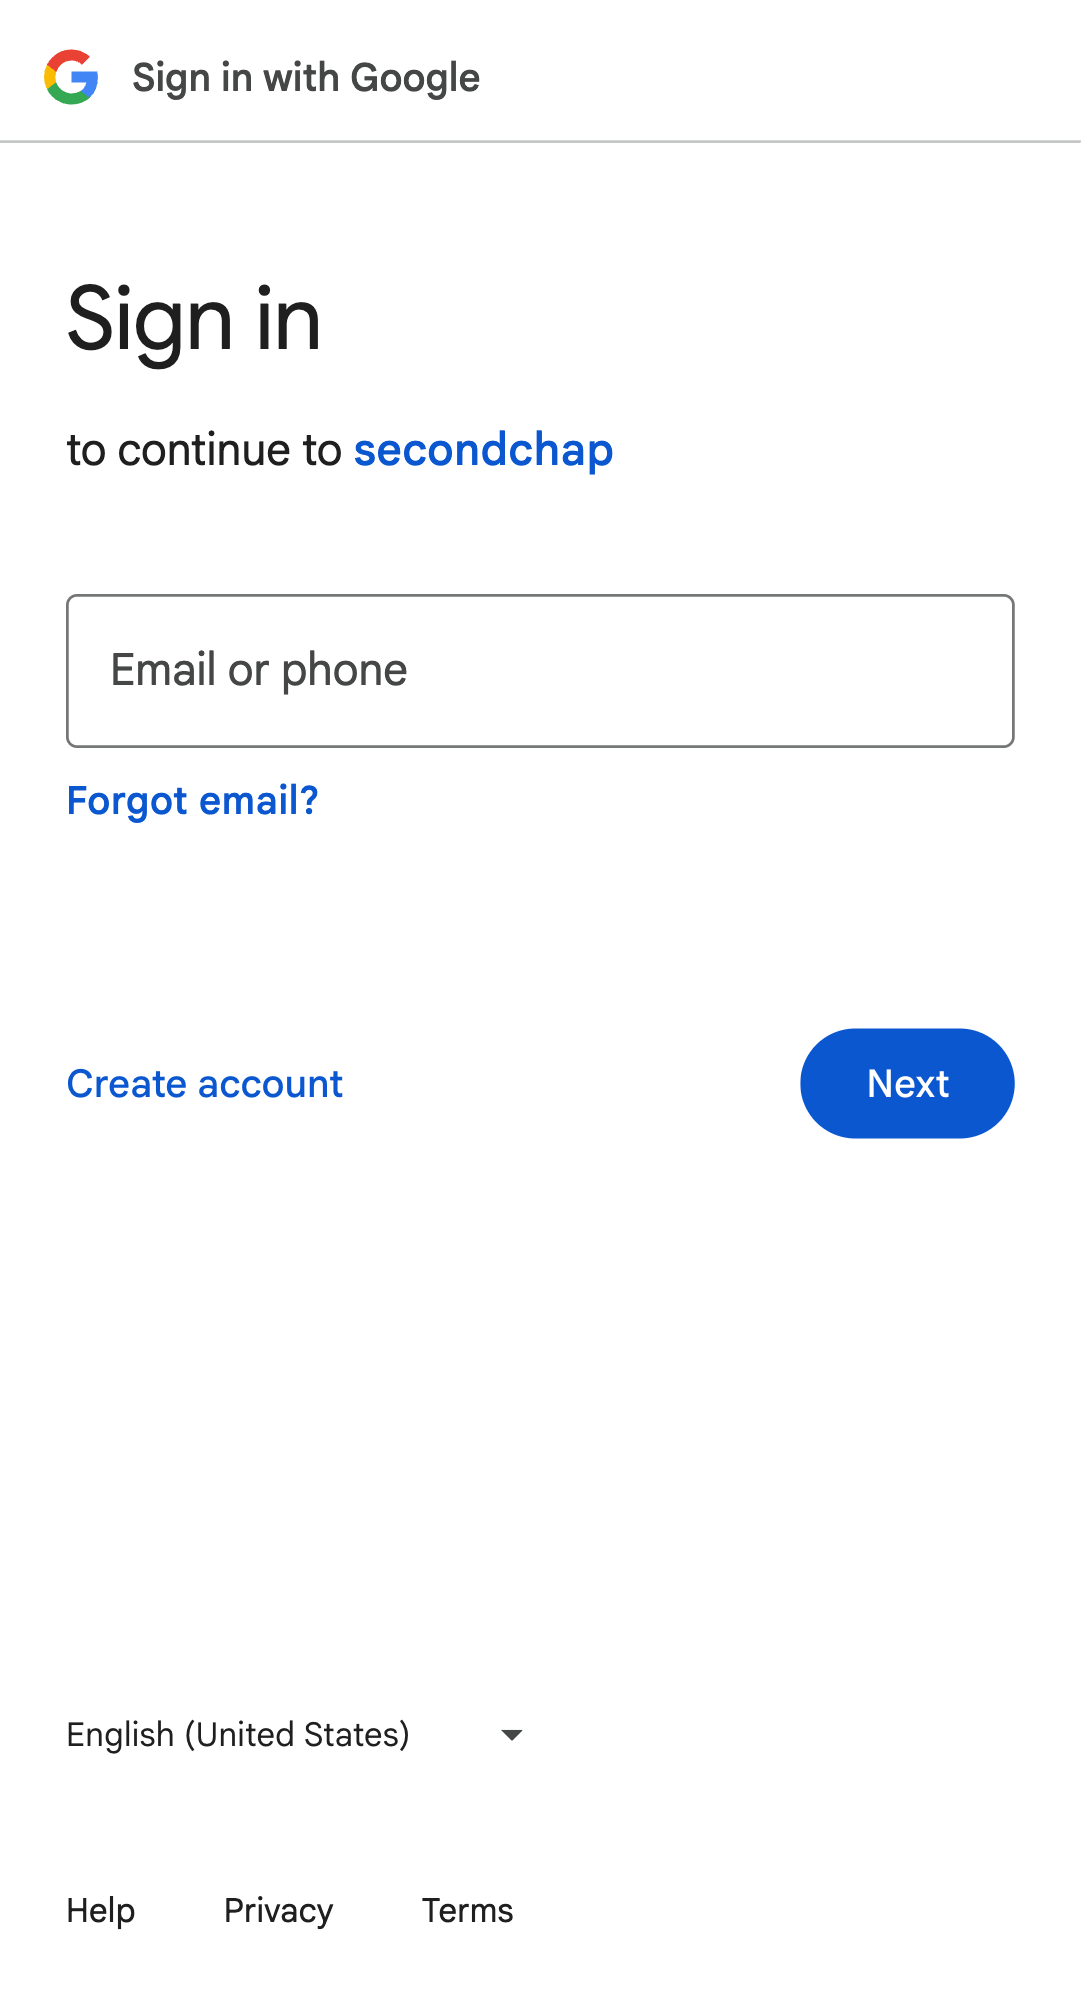 Sign in with Google
Sign in
to continue to secondchap
Email or phone
Forgot email?
Create account
Next
English (United States)
Help Privacy Terms